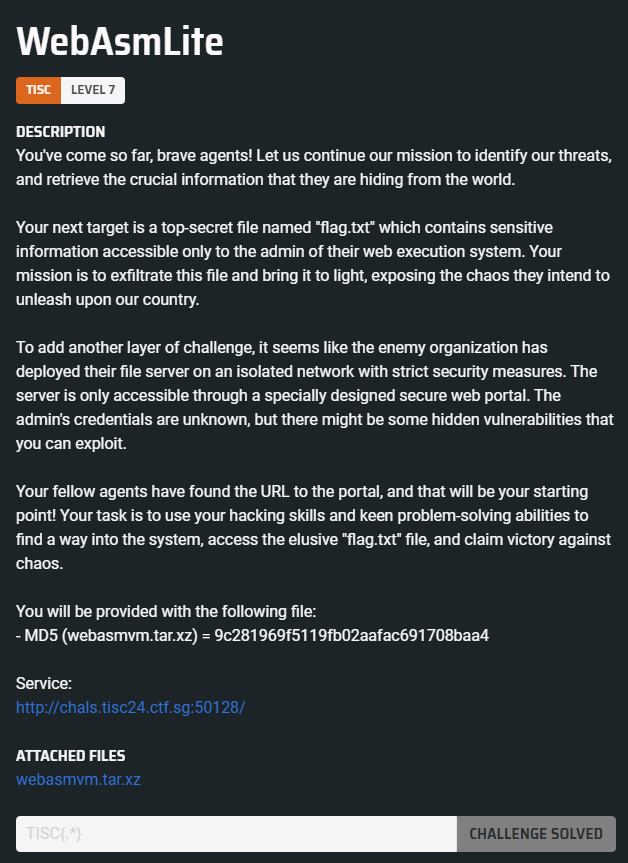 WebAsmLite
TISC LEVEL 7
DESCRIPTION
You've come so far, brave agents! Let us continue our mission to identify our threats,
and retrieve the crucial information that they are hiding from the world.
Your next target is a top-secret file named "flag.txt" which contains sensitive
information accessible only to the admin of their web execution system. Your
mission is to exfiltrate this file and bring it to light, exposing the chaos they intend to
unleash upon our country.
To add another layer of challenge, it seems like the enemy organization has
deployed their file server on an isolated network with strict security measures. The
server is only accessible through a specially designed secure web portal. The
admin's credentials are unknown, but there might be some hidden vulnerabilities that
you can exploit.
Your fellow agents have found the URL to the portal, and that will be your starting
point! Your task is to use your hacking skills and keen problem-solving abilities to
find a way into the system, access the elusive "flag.txt" file, and claim victory against
chaos.
You will be provided with the following file:
- MD5 (webasmvm.tar.xz) = 9c281969f5119fb02aafac691708baa4
Service:
http://chals.tisc24.ctf.sg:50128/
ATTACHED FILES
webasmvm.tar.xz
TISC{.*} CHALLENGE SOLVED